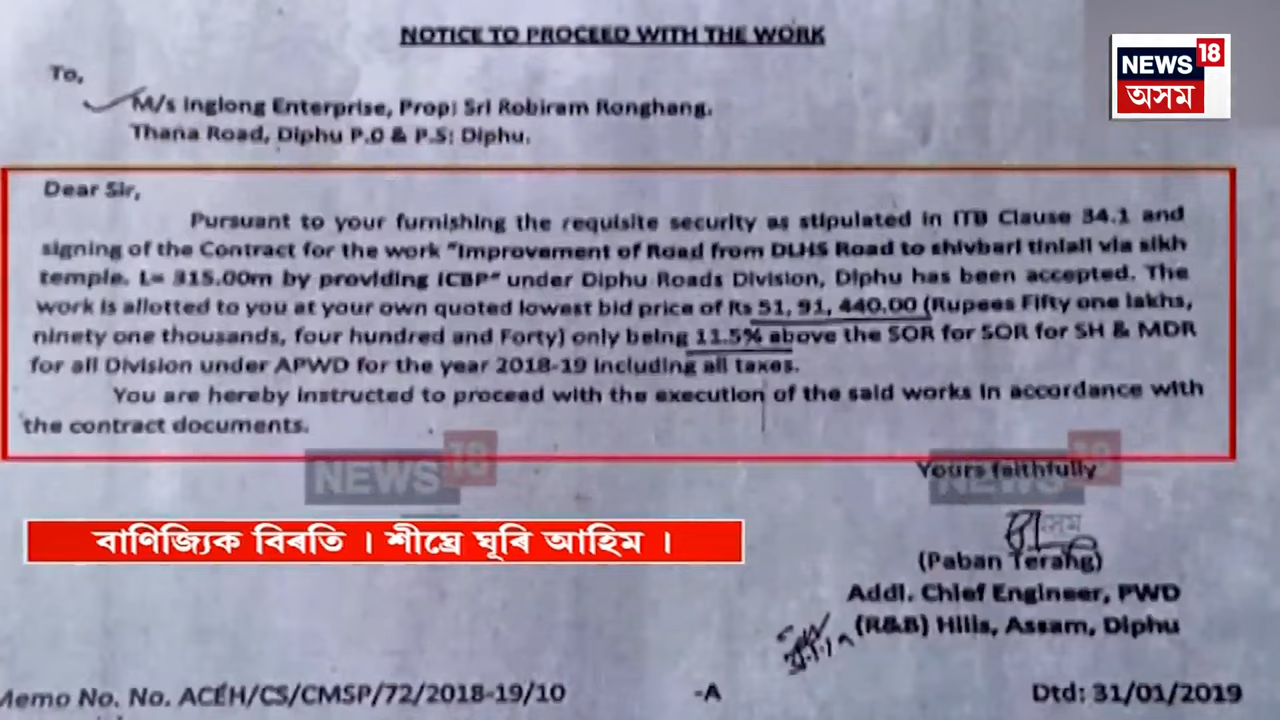 NOTICE TO PROCEED WITH THE WORK
NEWS 18
অসম
To,
M/s Inglong Enterprise, Prop: Sri Robiram Ronghang.
Thana Road, Diphu P.O & P.S: Diphu.
Dear Sir,
Pursuant to your furnishing the requisite security as stipulated in ITB Clause 34.1 and
signing of the Contract for the work “Improvement of Road from DLHS Road to shivbari tiniali via sikh
temple. L= 315.00m by providing ICBP” under Diphu Roads Division, Diphu has been accepted. The
work is allotted to you at your own quoted lowest bid price of Rs 51, 91, 440.00 (Rupees Fifty one lakhs,
ninety one thousands, four hundred and Forty) only being 11.5% above the SOR for SOR for SH & MDR
for all Division under APWD for the year 2018-19 including all taxes.
You are hereby instructed to proceed with the execution of the said works in accordance with
the contract documents.
NEWS 18
NEWS 18
অসম
Yours faithfully
বাণিজ্যিক বিৰতি । শীঘ্ৰে ঘূৰি আহিম ।
(Paban Terang)
Addl. Chief Engineer, PWD
(R&B) Hills, Assam, Diphu
Memo No. No. ACEH/CS/CMSP/72/2018-19/10 -A Dtd: 31/01/2019